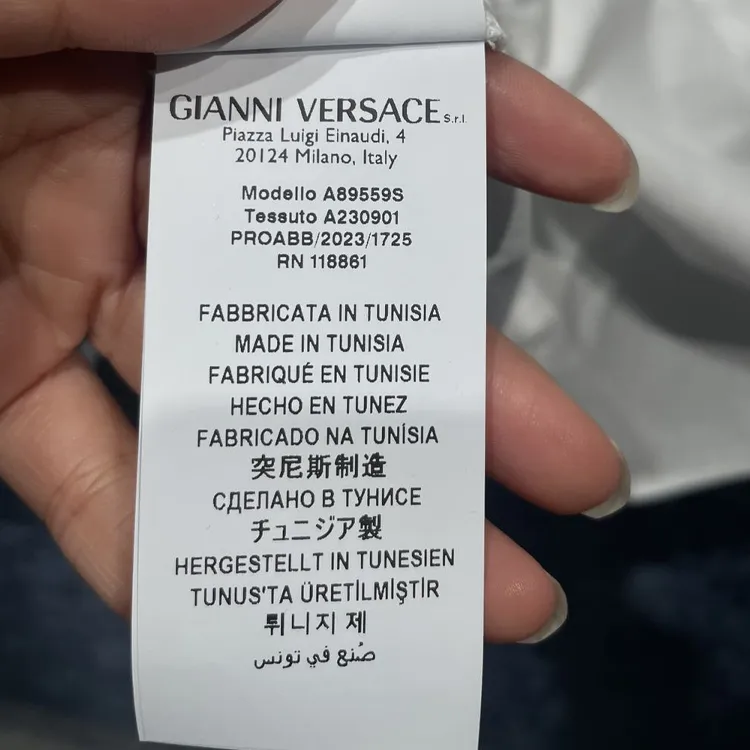 GIANNI VERSACE S.r.l.
Piazza Luigi Einaudi, 4
20124 Milano, Italy
Modello A89559S
Tessuto A230901
PROABB/2023/1725
RN 118861
FABBRICATA IN TUNISIA
MADE IN TUNISIA
FABRIQUÉ EN TUNISIE
HECHO EN TUNEZ
FABRICADO NA TUNÍSIA
突尼斯制造
СДЕЛАНО В ТУНИСЕ
チュニジア製
HERGESTELLT IN TUNESIEN
TUNUS'TA ÜRETİLMİŞTİR
튀니지 제
صُنع في تونس